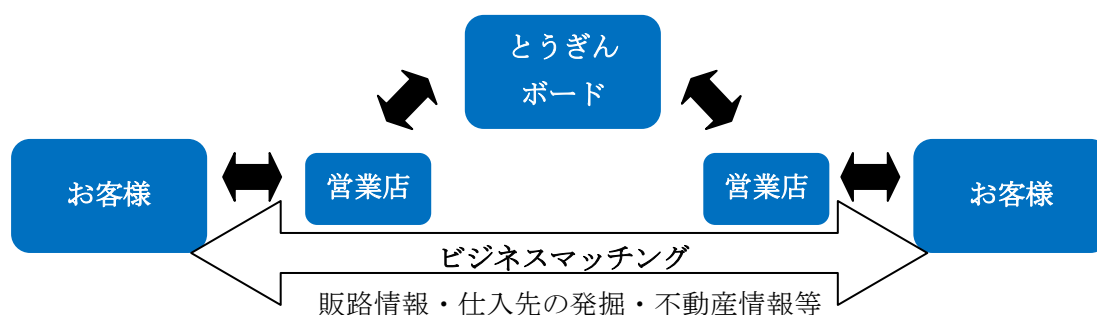 とうぎん
ボード
お客様
営業店
営業店
お客様
ビジネスマッチング
販路情報・仕入先の発掘・不動産情報等